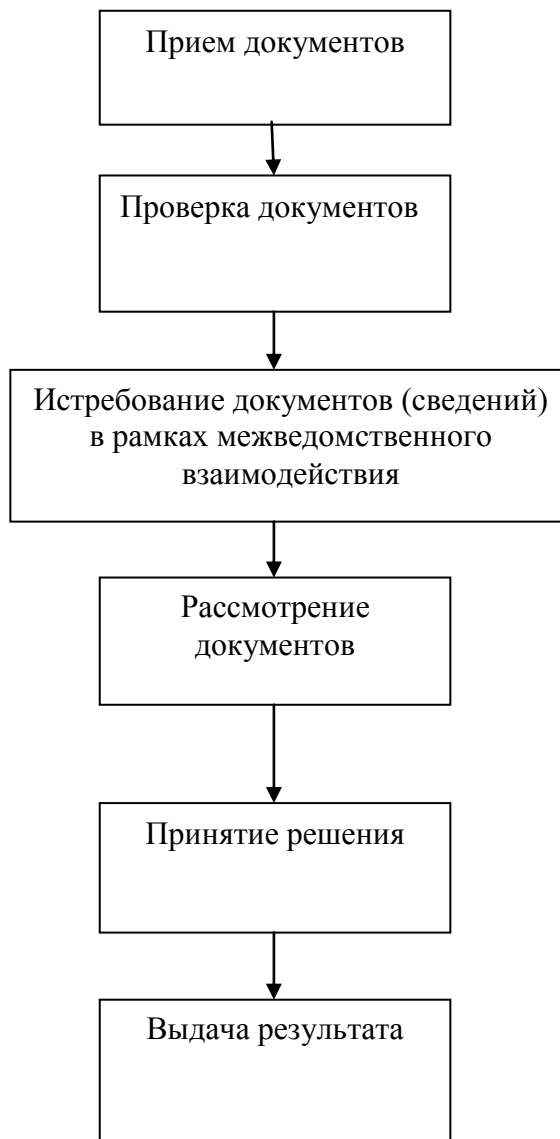 Прием документов
Проверка документов
Истребование документов (сведений)
в рамках межведомственного
взаимодействия
Рассмотрение
документов
Принятие решения
Выдача результата